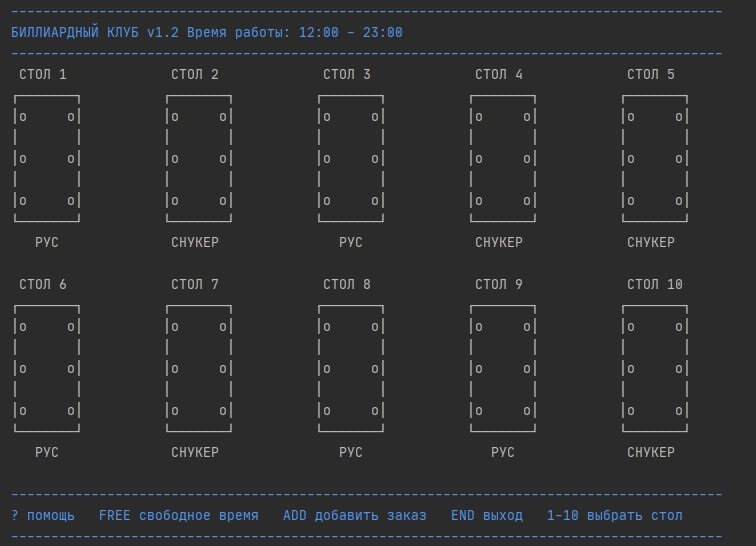 БИЛЛИАРДНЫЙ КЛУБ v1.2 Время работы: 12:00 - 23:00
СТОЛ 1 СТОЛ 2 СТОЛ 3 СТОЛ 4 СТОЛ 5
o o o o o o o o o o
o o o o o o o o o o
o o o o o o o o o o
РУС СНУКЕР РУС СНУКЕР СНУКЕР
СТОЛ 6 СТОЛ 7 СТОЛ 8 СТОЛ 9 СТОЛ 10
o o o o o o o o o o
o o o o o o o o o o
o o o o o o o o o o
РУС СНУКЕР РУС РУС СНУКЕР
? помощь FREE свободное время ADD добавить заказ END выход 1-10 выбрать стол